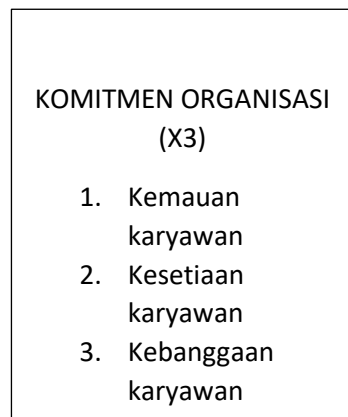 KOMITMEN ORGANISASI
(X3)
1. Kemauan
karyawan
2. Kesetiaan
karyawan
3. Kebanggaan
karyawan